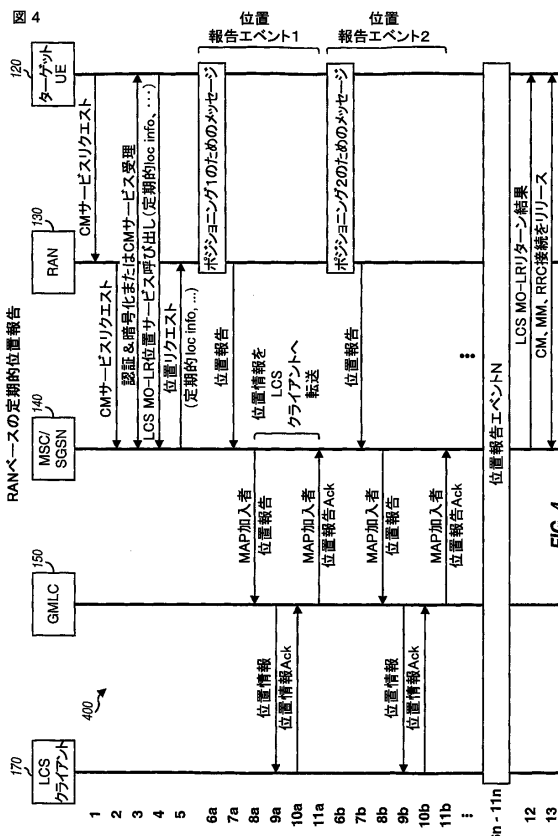 図 4
RANベースの定期的位置報告
170
LCS
クライアント
150
GMLC
140
MSC/
SGSN
130
RAN
120
ターゲット
UE
400
1
CMサービスリクエスト
2
CMサービスリクエスト
3
認証＆暗号化またはCMサービス受理
4
LCS MO-LR位置サービス呼び出し(定期的loc info、・・・)
5
位置リクエスト
(定期的loc info, ...)
位置
報告エベント1
6a
ポジショニング1のためのメッセージ
7a
位置報告
8a
MAP加入者
位置報告
位置情報を
LCS
クライアントへ
転送
9a
位置情報
10a
位置情報Ack
11a
MAP加入者
位置報告Ack
位置
報告エベント2
6b
ポジショニング2のためのメッセージ
7b
位置報告
8b
MAP加入者
位置報告
9b
位置情報
10b
位置情報Ack
11b
MAP加入者
位置報告Ack
6n - 11n
位置報告エベントN
12
LCS MO-LRリターン結果
13
CM、MM、RRC接続をリリース
FIG. 4